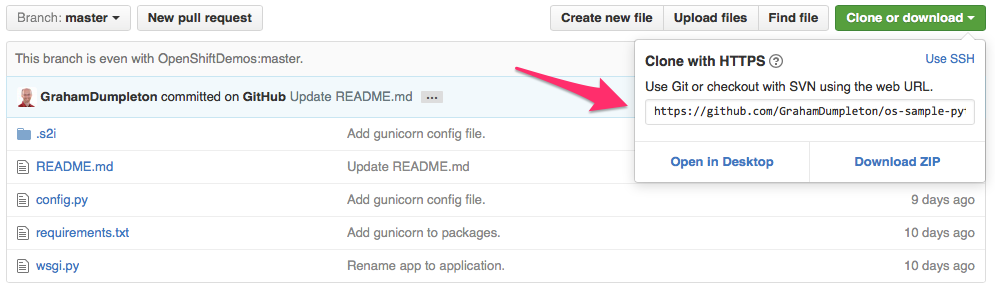 Branch: master
New pull request
Create new file
Upload files
Find file
Clone or download
This branch is even with OpenShiftDemos:master.
GrahamDumpleton committed on GitHub Update README.md ...
.s2i
Add gunicorn config file.
README.md
Update README.md
config.py
Add gunicorn config file.
9 days ago
requirements.txt
Add gunicorn to packages.
10 days ago
wsgi.py
Rename app to application.
10 days ago
Clone with HTTPS ?
Use SSH
Use Git or checkout with SVN using the web URL.
https://github.com/GrahamDumpleton/os-sample-py
Open in Desktop
Download ZIP